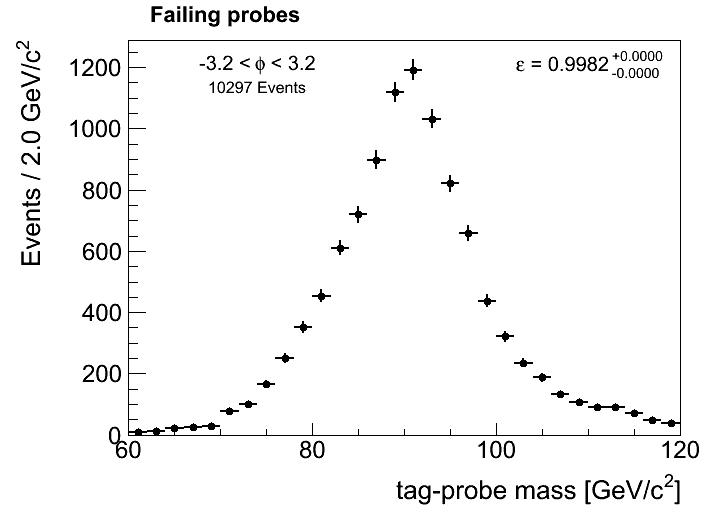 Failing probes
-3.2 < ϕ < 3.2
10297 Events
ε = 0.9982 +0.0000 -0.0000
Events / 2.0 GeV/c²
1200
1000
800
600
400
200
0
60 80 100 120
tag-probe mass [GeV/c²]